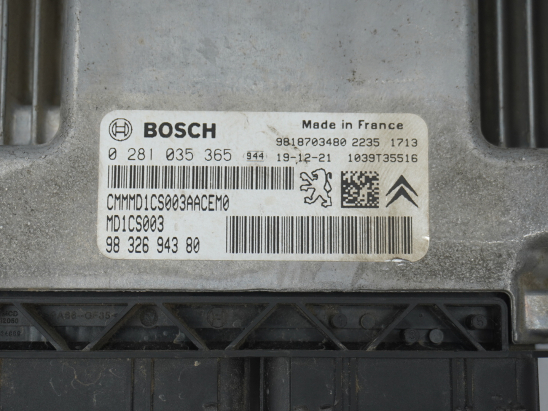 BOSCH
Made in France
9818703480 2235 1713
0 281 035 365 944 19-12-21 1039T35516
CMMMD1CS003AACEM0
MD1CS003
98 326 943 80